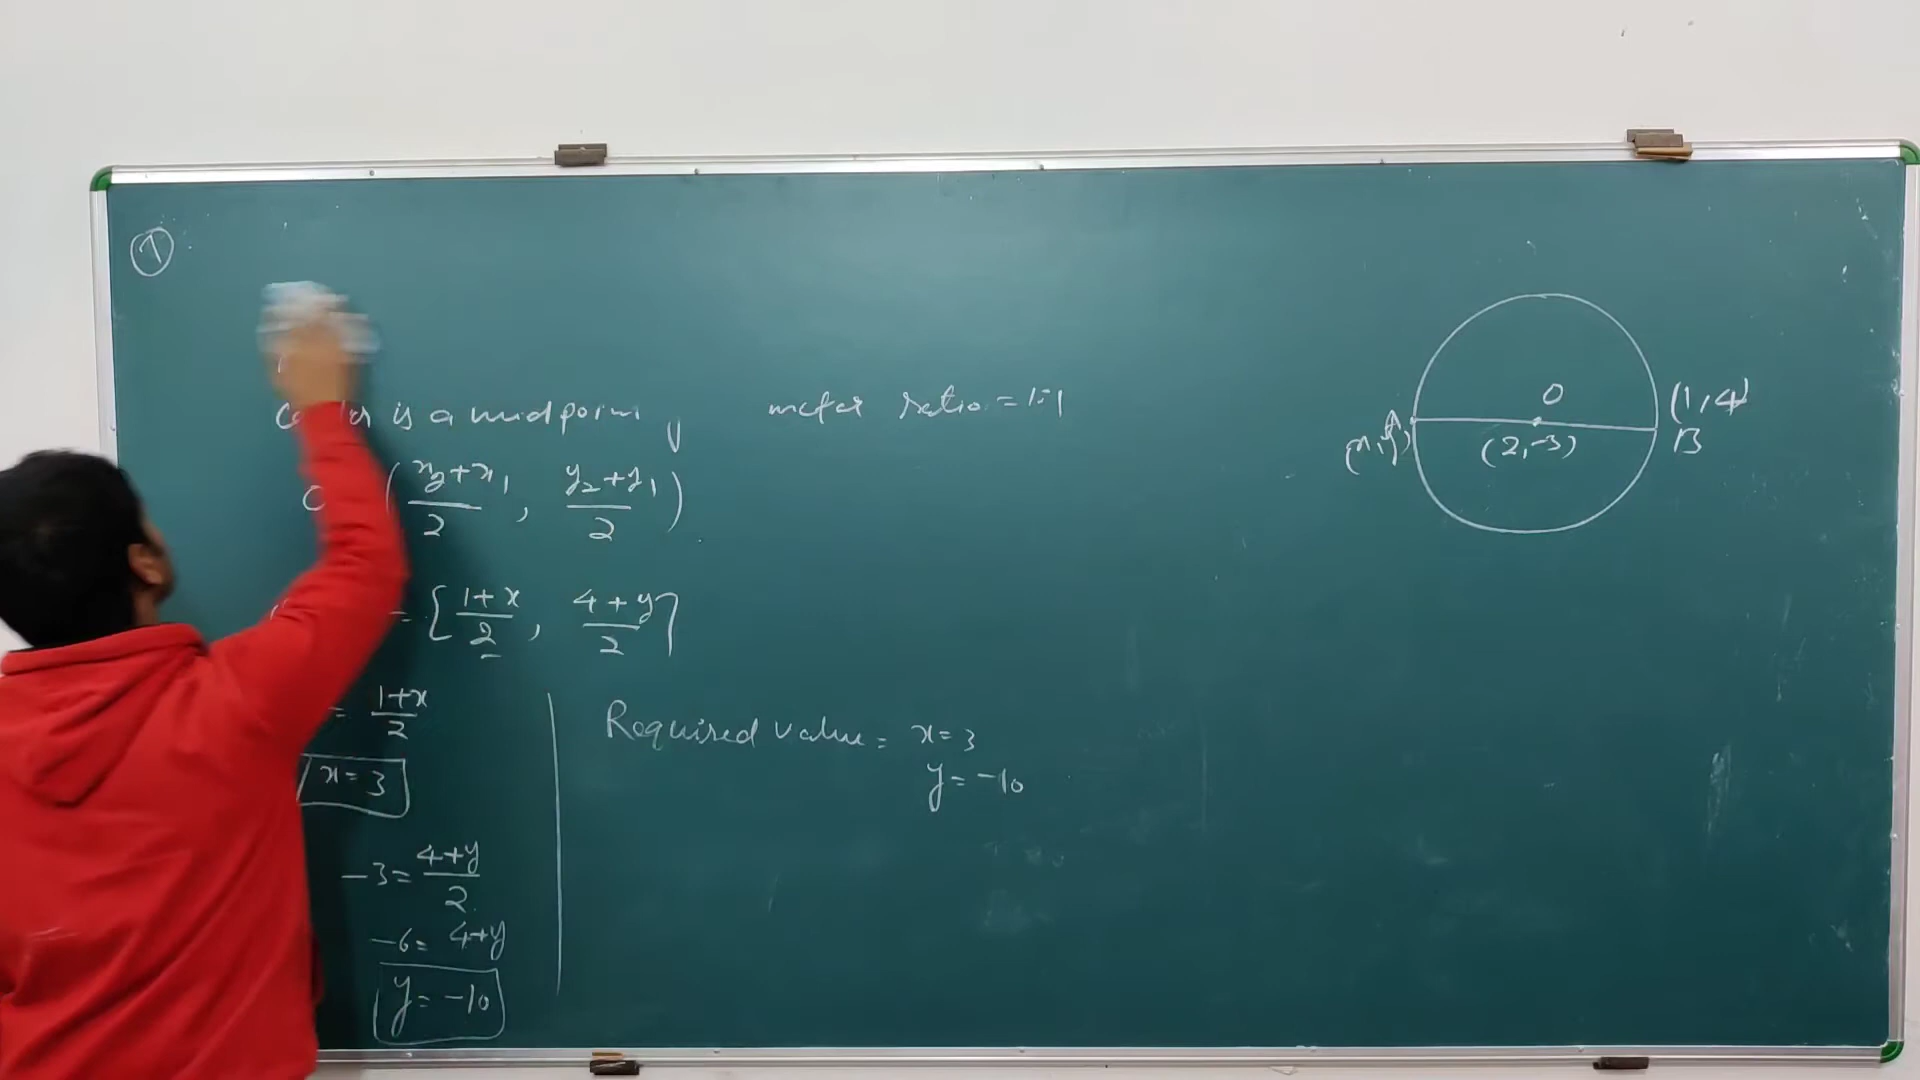 7
is a midpoint
ratio = 1:1
( x2+x1/2 , y2+y1/2 )
= [ 1+x/2 , 4+y/2 ]
= 1+x/2
x = 3
-3 = 4+y/2
-6 = 4+y
y = -10
Required value = x = 3
y = -10
O
(1,4)
A
(x,y)
(2,-3)
B